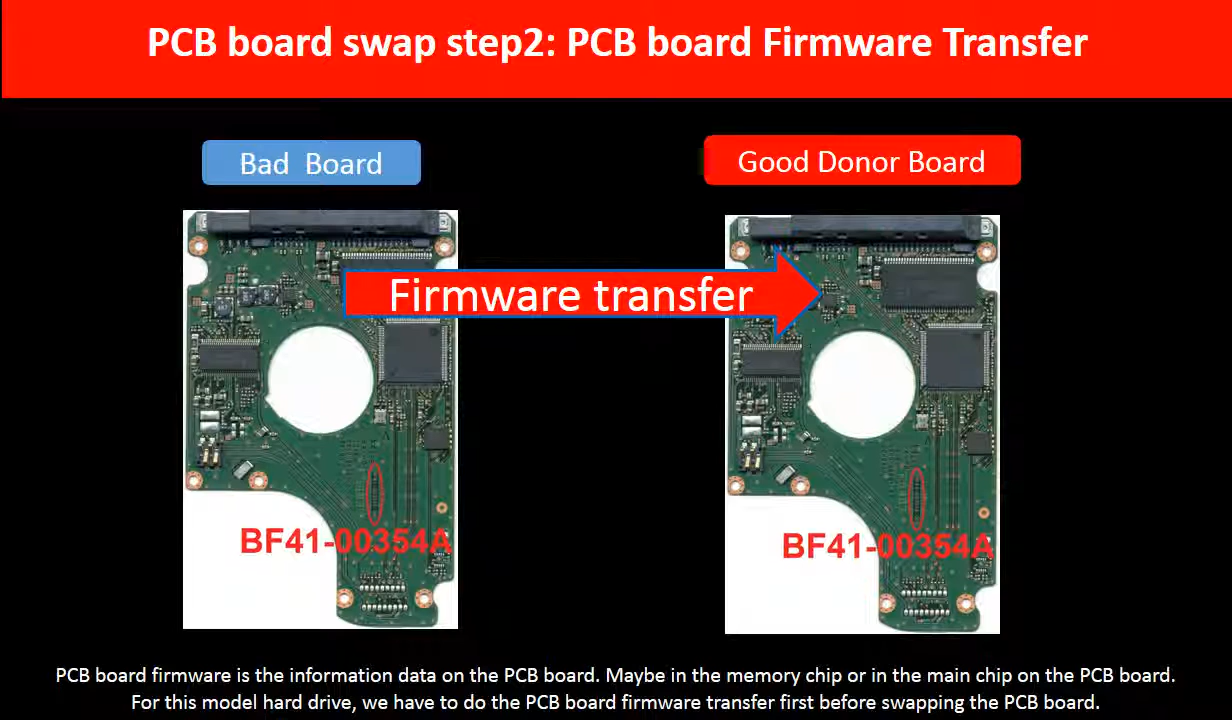 PCB board swap step2: PCB board Firmware Transfer
Bad Board
Good Donor Board
Firmware transfer
BF41-00354A
BF41-00354A
PCB board firmware is the information data on the PCB board. Maybe in the memory chip or in the main chip on the PCB board.
For this model hard drive, we have to do the PCB board firmware transfer first before swapping the PCB board.